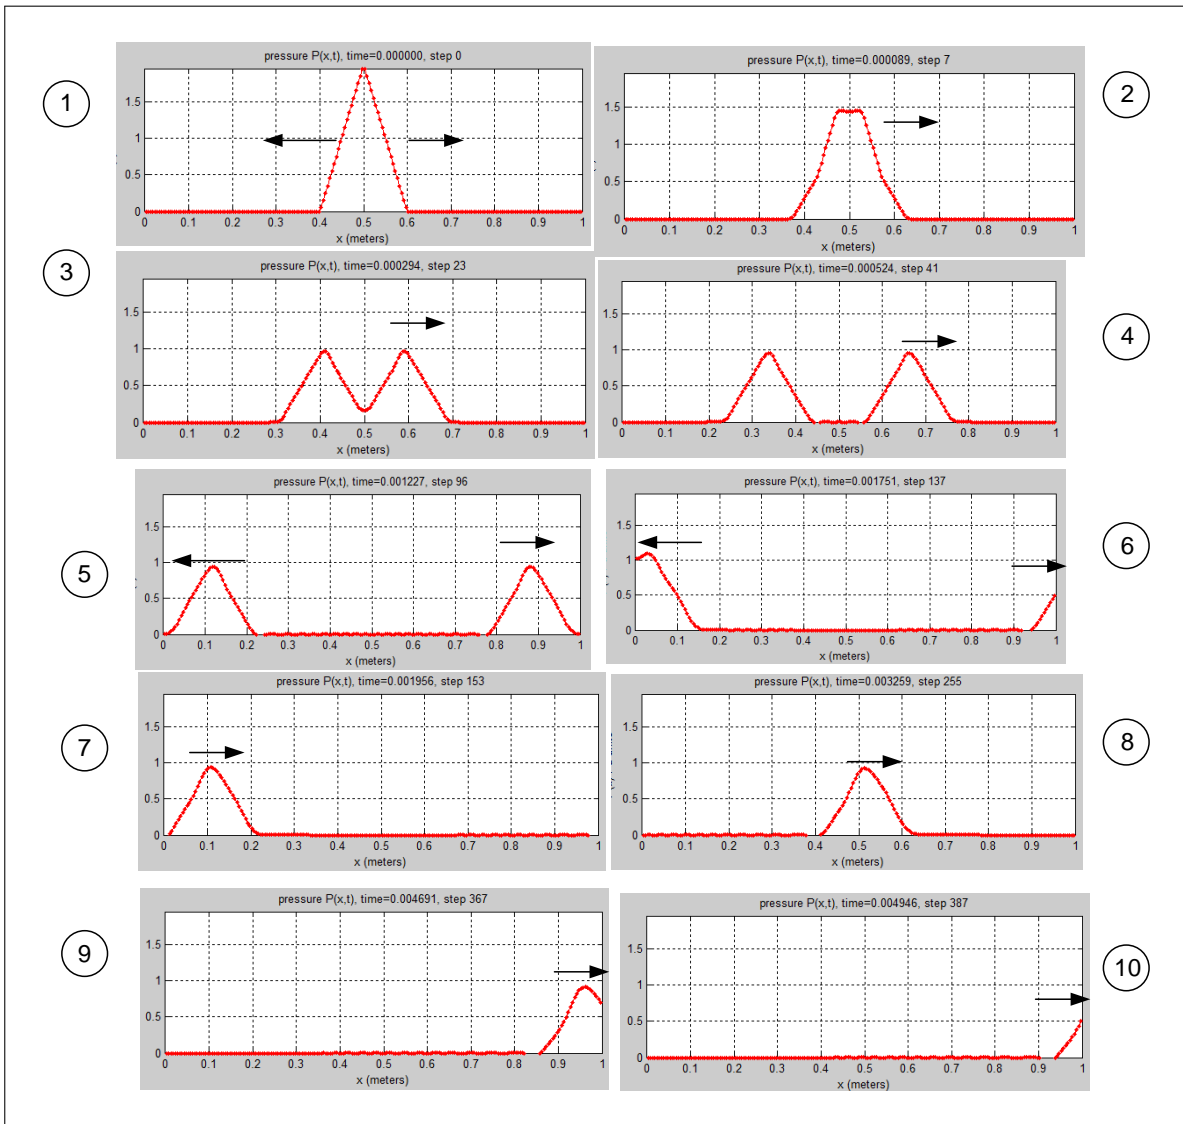 pressure P(x,t), time=0.000000, step 0
1
1.5
1
0.5
0
0 0.1 0.2 0.3 0.4 0.5 0.6 0.7 0.8 0.9 1
x (meters)
pressure P(x,t), time=0.000089, step 7
2
1.5
1
0.5
0
0 0.1 0.2 0.3 0.4 0.5 0.6 0.7 0.8 0.9 1
x (meters)
3
pressure P(x,t), time=0.000294, step 23
1.5
1
0.5
0
0 0.1 0.2 0.3 0.4 0.5 0.6 0.7 0.8 0.9 1
x (meters)
pressure P(x,t), time=0.000524, step 41
4
1.5
1
0.5
0
0 0.1 0.2 0.3 0.4 0.5 0.6 0.7 0.8 0.9 1
x (meters)
pressure P(x,t), time=0.001227, step 96
5
1.5
1
0.5
0
0 0.1 0.2 0.3 0.4 0.5 0.6 0.7 0.8 0.9 1
x (meters)
pressure P(x,t), time=0.001751, step 137
6
1.5
1
0.5
0
0 0.1 0.2 0.3 0.4 0.5 0.6 0.7 0.8 0.9 1
x (meters)
pressure P(x,t), time=0.001956, step 153
7
1.5
1
0.5
0
0 0.1 0.2 0.3 0.4 0.5 0.6 0.7 0.8 0.9 1
x (meters)
pressure P(x,t), time=0.003259, step 255
8
1.5
1
0.5
0
0 0.1 0.2 0.3 0.4 0.5 0.6 0.7 0.8 0.9 1
x (meters)
pressure P(x,t), time=0.004691, step 367
9
1.5
1
0.5
0
0 0.1 0.2 0.3 0.4 0.5 0.6 0.7 0.8 0.9 1
x (meters)
pressure P(x,t), time=0.004946, step 387
10
1.5
1
0.5
0
0 0.1 0.2 0.3 0.4 0.5 0.6 0.7 0.8 0.9 1
x (meters)